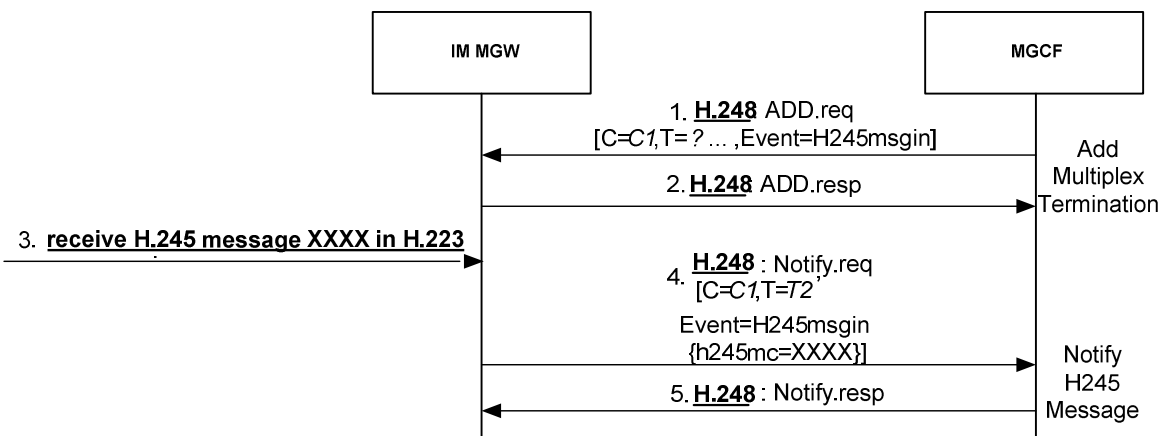 IM MGW
MGCF
1. H.248: ADD.req
[C=C1,T= ? ... ,Event=H245msgin]
Add
Multiplex
Termination
2. H.248: ADD.resp
3. receive H.245 message XXXX in H.223
4. H.248 : Notify.req
[C=C1,T=T2,
Event=H245msgin
{h245mc=XXXX}]
Notify
H245
Message
5. H.248 : Notify.resp